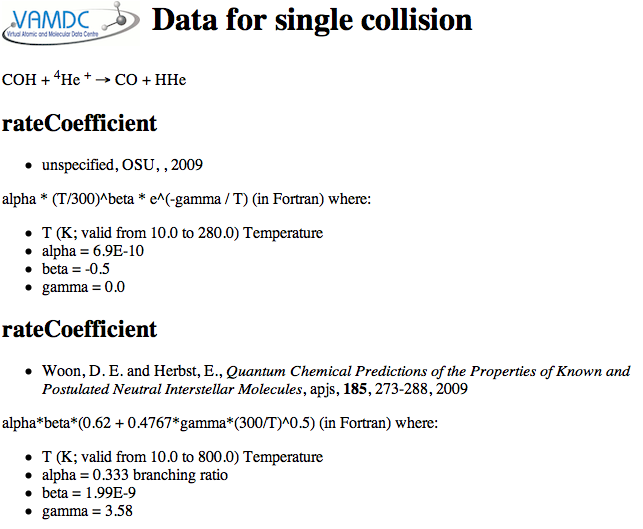 VAMDC
Virtual Atomic and Molecular Data Centre
Data for single collision
COH + ⁴He ⁺ → CO + HHe
rateCoefficient
• unspecified, OSU, , 2009
alpha * (T/300)^beta * e^(-gamma / T) (in Fortran) where:
• T (K; valid from 10.0 to 280.0) Temperature
• alpha = 6.9E-10
• beta = -0.5
• gamma = 0.0
rateCoefficient
• Woon, D. E. and Herbst, E., Quantum Chemical Predictions of the Properties of Known and
Postulated Neutral Interstellar Molecules, apjs, 185, 273-288, 2009
alpha*beta*(0.62 + 0.4767*gamma*(300/T)^0.5) (in Fortran) where:
• T (K; valid from 10.0 to 800.0) Temperature
• alpha = 0.333 branching ratio
• beta = 1.99E-9
• gamma = 3.58